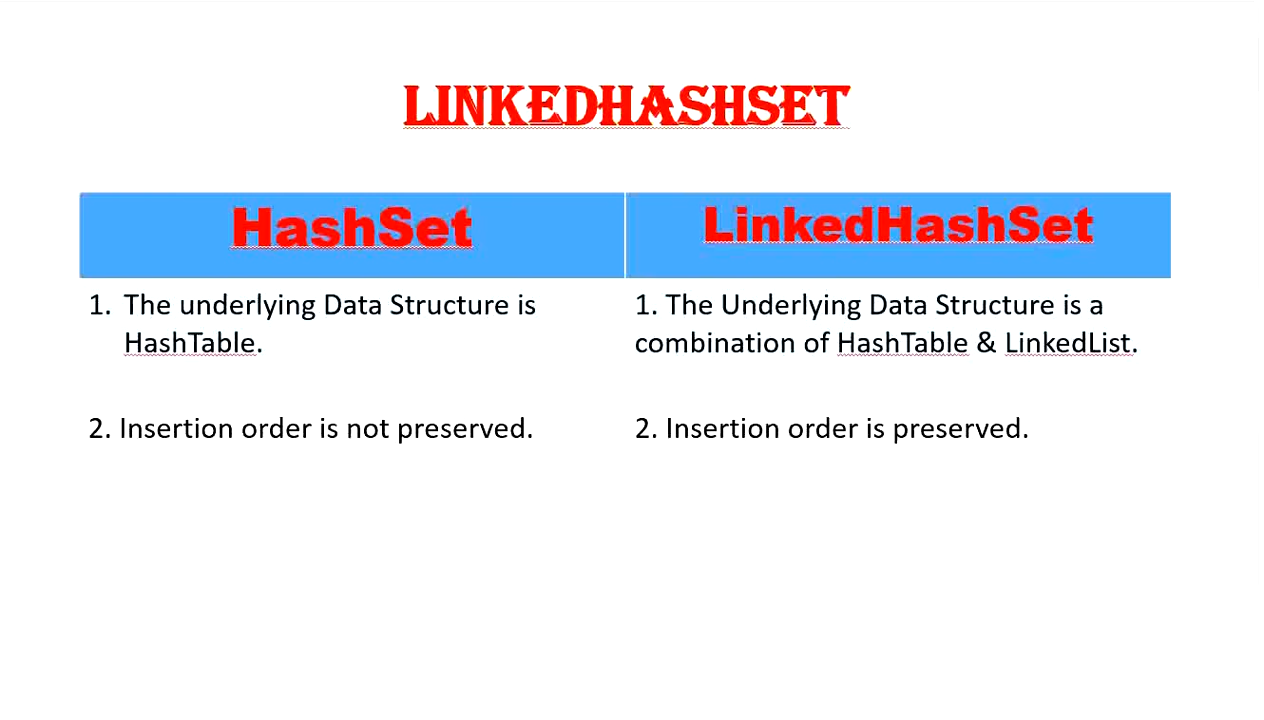 LINKEDHASHSET
HashSet
LinkedHashSet
1. The underlying Data Structure is
HashTable.
1. The Underlying Data Structure is a
combination of HashTable & LinkedList.
2. Insertion order is not preserved.
2. Insertion order is preserved.